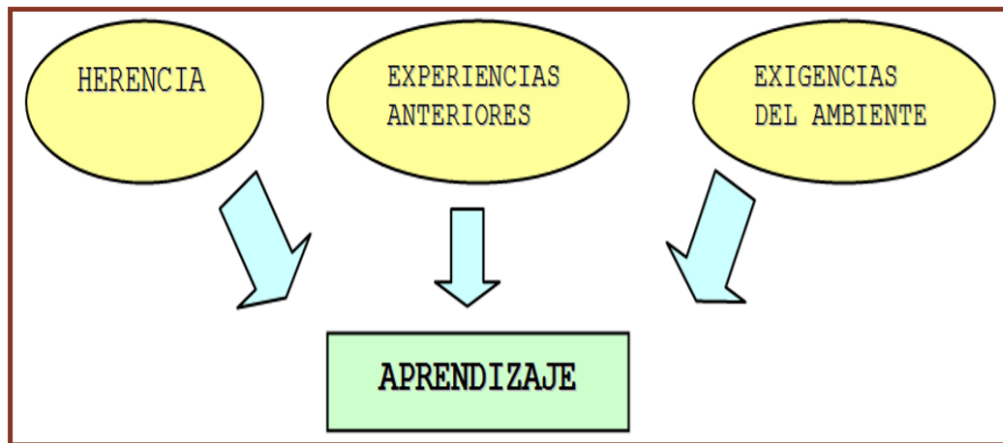 HERENCIA
EXPERIENCIAS
ANTERIORES
EXIGENCIAS
DEL AMBIENTE
APRENDIZAJE